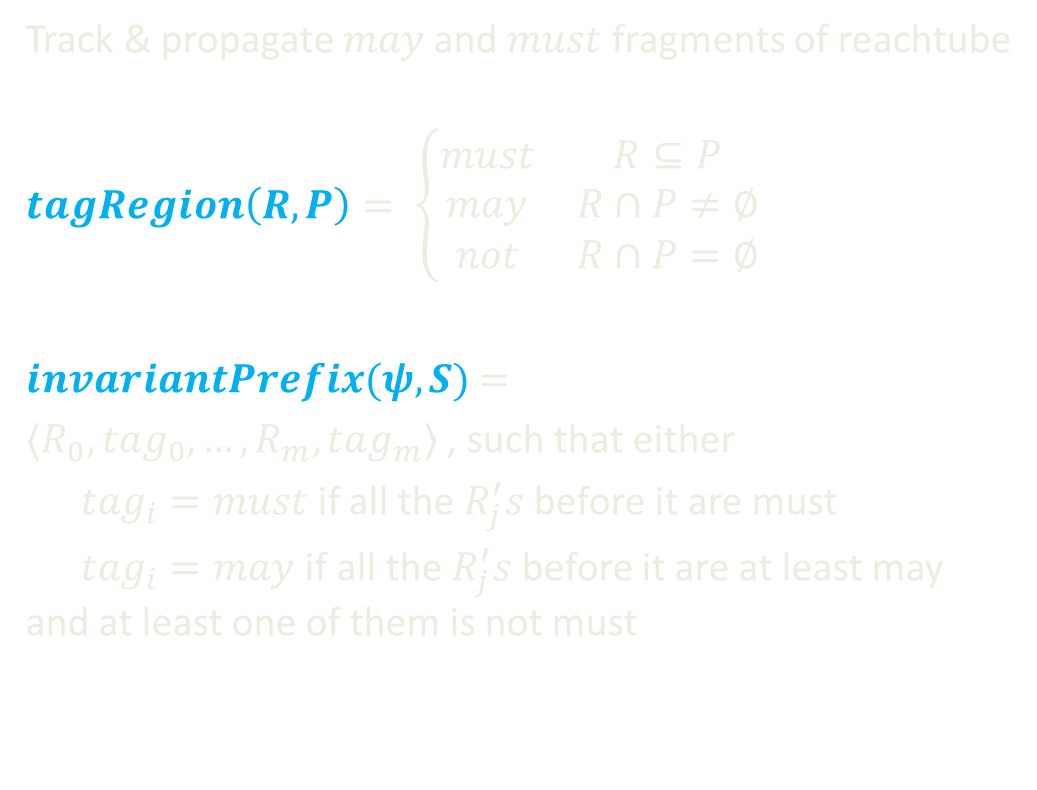 Track & propagate 𝑚𝑎𝑦 and 𝑚𝑢𝑠𝑡 fragments of reachtube
must R ⊆ P
tagRegion(R, P) = { may R ∩ P ≠ ∅
not R ∩ P = ∅
invariantPrefix(ψ, S) =
⟨R₀, tag₀, … , Rₘ, tagₘ⟩ , such that either
tagᵢ = must if all the R′ⱼs before it are must
tagᵢ = may if all the R′ⱼs before it are at least may
and at least one of them is not must